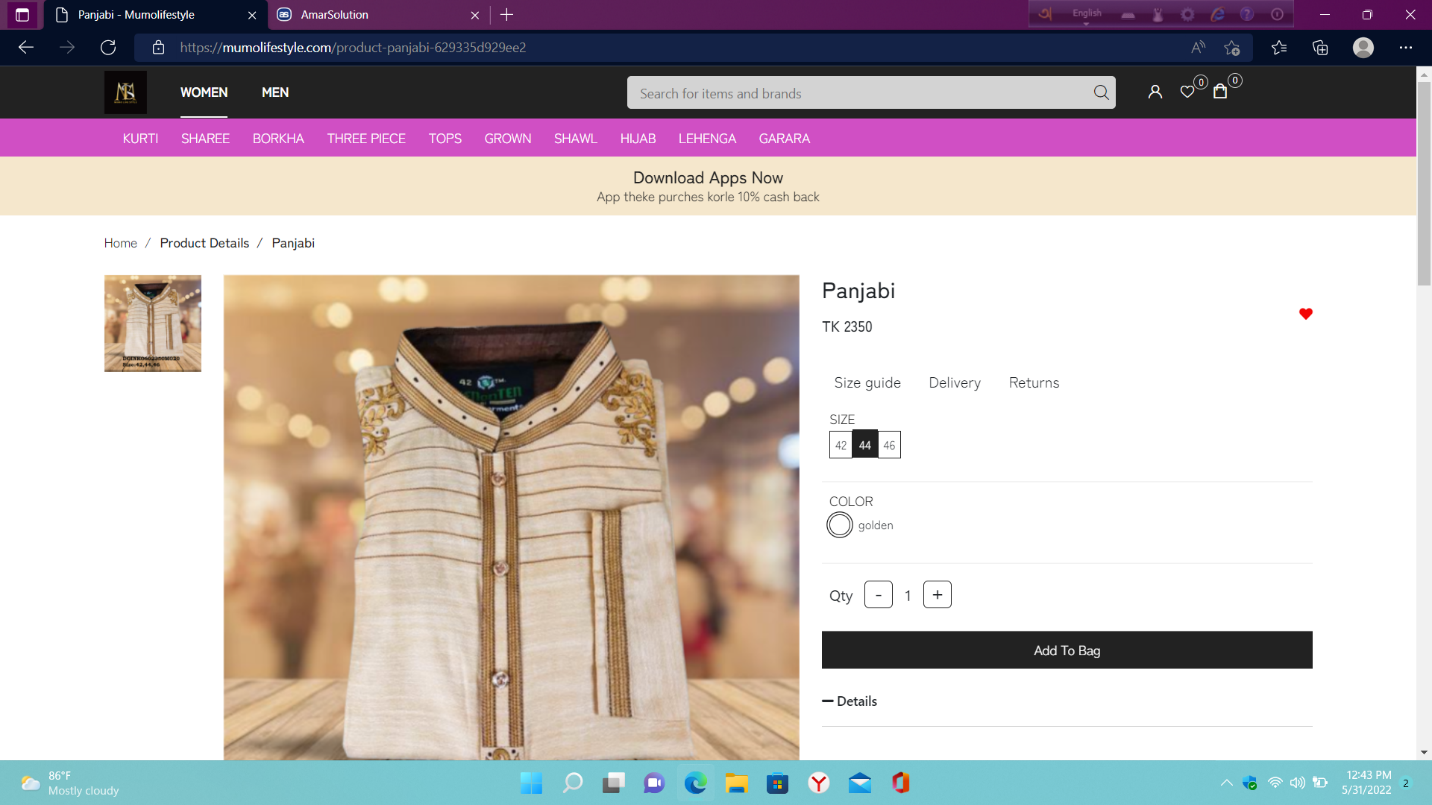 Panjabi - Mumolifestyle
AmarSolution
English
https://mumolifestyle.com/product-panjabi-629335d929ee2
WOMEN
MEN
Search for items and brands
0
0
KURTI SHAREE BORKHA THREE PIECE TOPS GROWN SHAWL HIJAB LEHENGA GARARA
Download Apps Now
App theke purches korle 10% cash back
Home / Product Details / Panjabi
42
Panjabi
TK 2350
Size guide Delivery Returns
SIZE
42 44 46
COLOR
golden
Qty - 1 +
Add To Bag
Details
86°F
Mostly cloudy
12:43 PM
5/31/2022
2